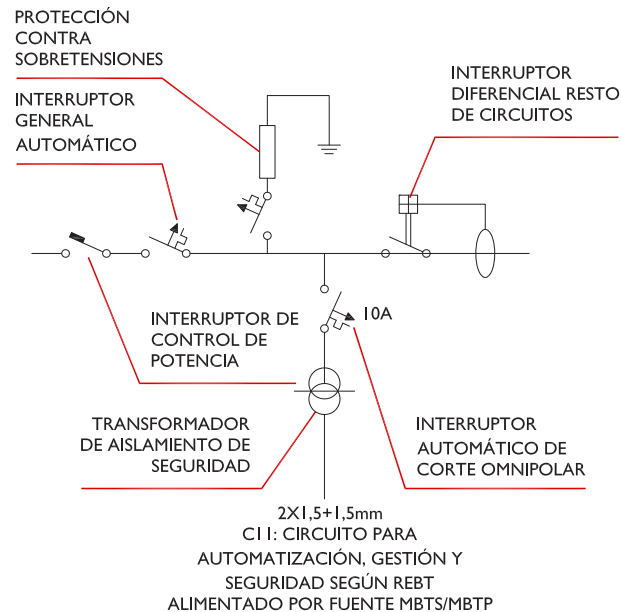 PROTECCIÓN
CONTRA
SOBRETENSIONES
INTERRUPTOR
GENERAL
AUTOMÁTICO
INTERRUPTOR
DIFERENCIAL RESTO
DE CIRCUITOS
10A
INTERRUPTOR DE
CONTROL DE
POTENCIA
TRANSFORMADOR
DE AISLAMIENTO DE
SEGURIDAD
INTERRUPTOR
AUTOMÁTICO DE
CORTE OMNIPOLAR
2X1,5+1,5mm
C11: CIRCUITO PARA
AUTOMATIZACIÓN, GESTIÓN Y
SEGURIDAD SEGÚN REBT
ALIMENTADO POR FUENTE MBTS/MBTP